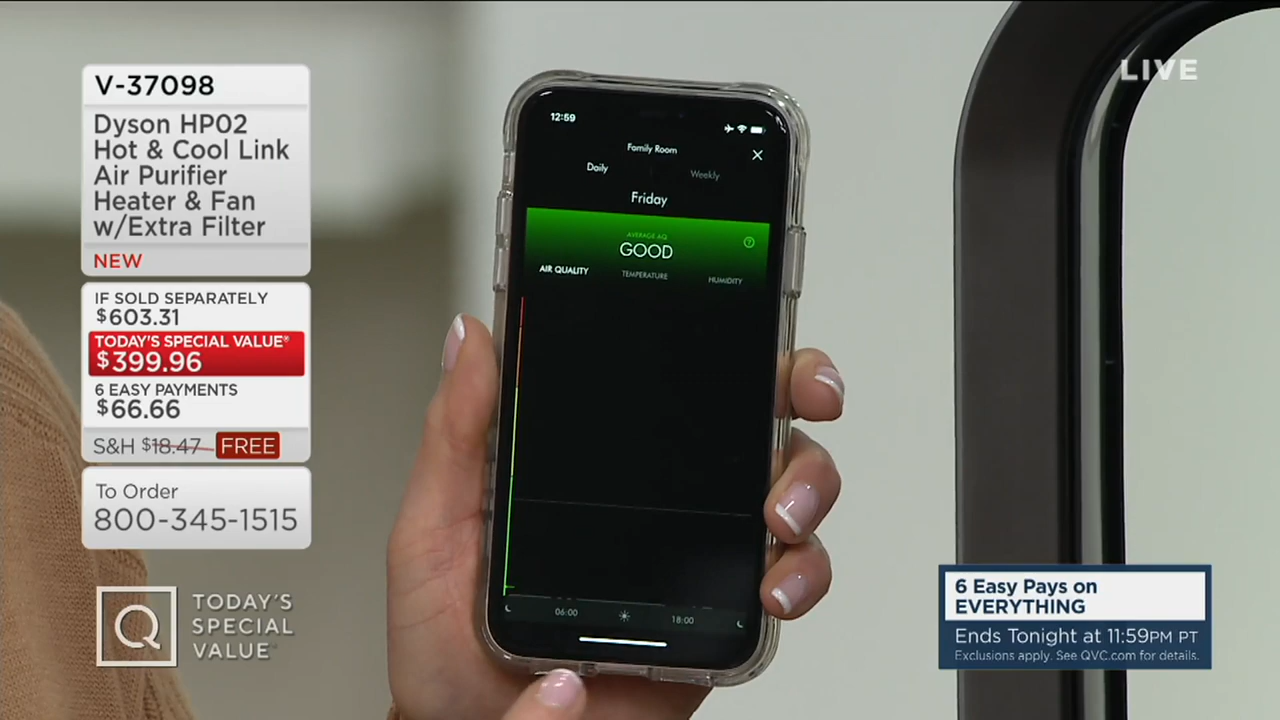 V-37098
Dyson HP02
Hot & Cool Link
Air Purifier
Heater & Fan
w/Extra Filter
NEW
IF SOLD SEPARATELY
$603.31
TODAY'S SPECIAL VALUE®
$399.96
6 EASY PAYMENTS
$66.66
S&H $18.47 FREE
To Order
800-345-1515
Q TODAY'S
SPECIAL
VALUE
12:59
Family Room
Daily Weekly
Friday
AVERAGE AQ
GOOD
AIR QUALITY TEMPERATURE HUMIDITY
06:00 18:00
LIVE
6 Easy Pays on
EVERYTHING
Ends Tonight at 11:59PM PT
Exclusions apply. See QVC.com for details.